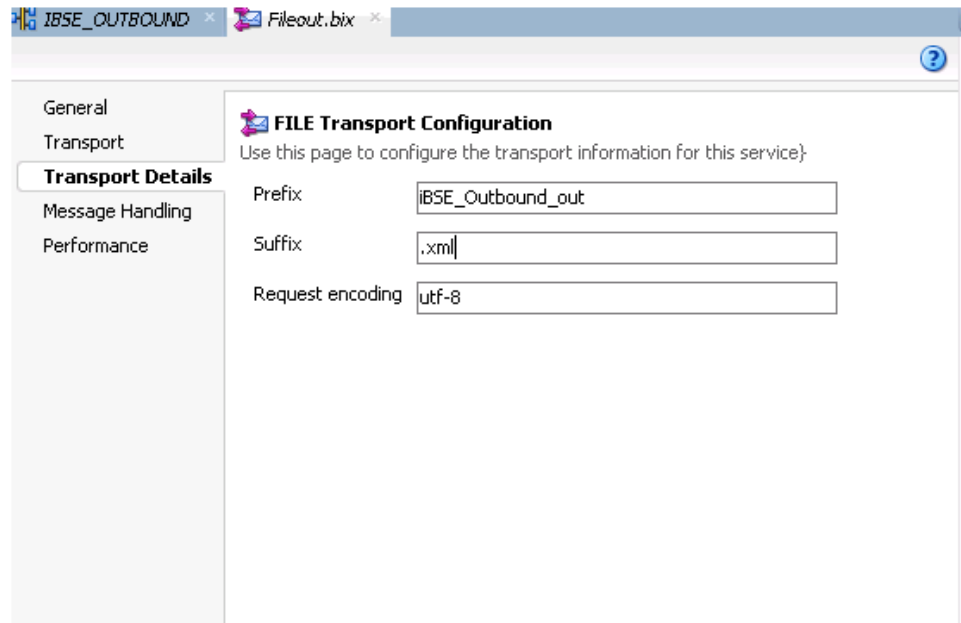 IBSE_OUTBOUND Fileout.bix
?
General
Transport
Transport Details
Message Handling
Performance
FILE Transport Configuration
Use this page to configure the transport information for this service}
Prefix iBSE_Outbound_out
Suffix .xml
Request encoding utf-8